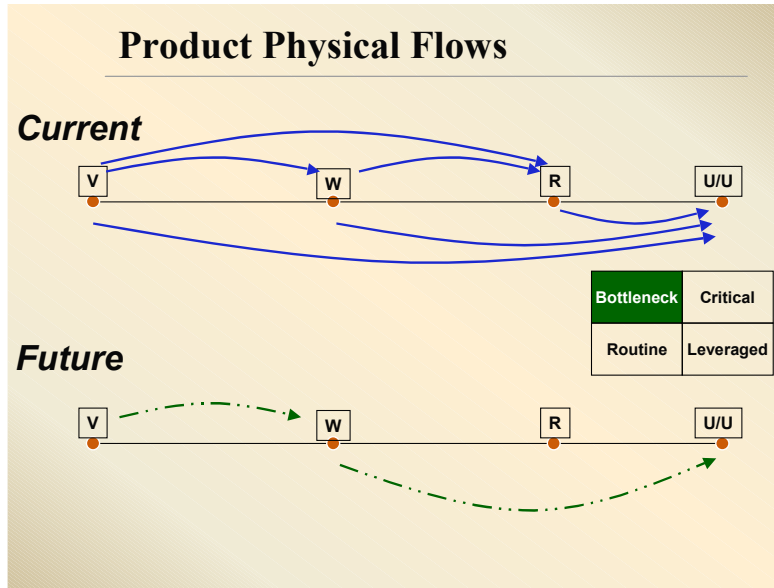 Product Physical Flows
Current
V
W
R
U/U
Bottleneck
Critical
Routine
Leveraged
Future
V
W
R
U/U